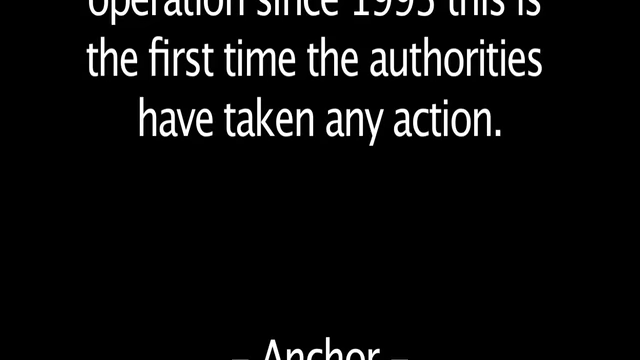 operation since 1995 this is
the first time the authorities
have taken any action.
– Anchor –